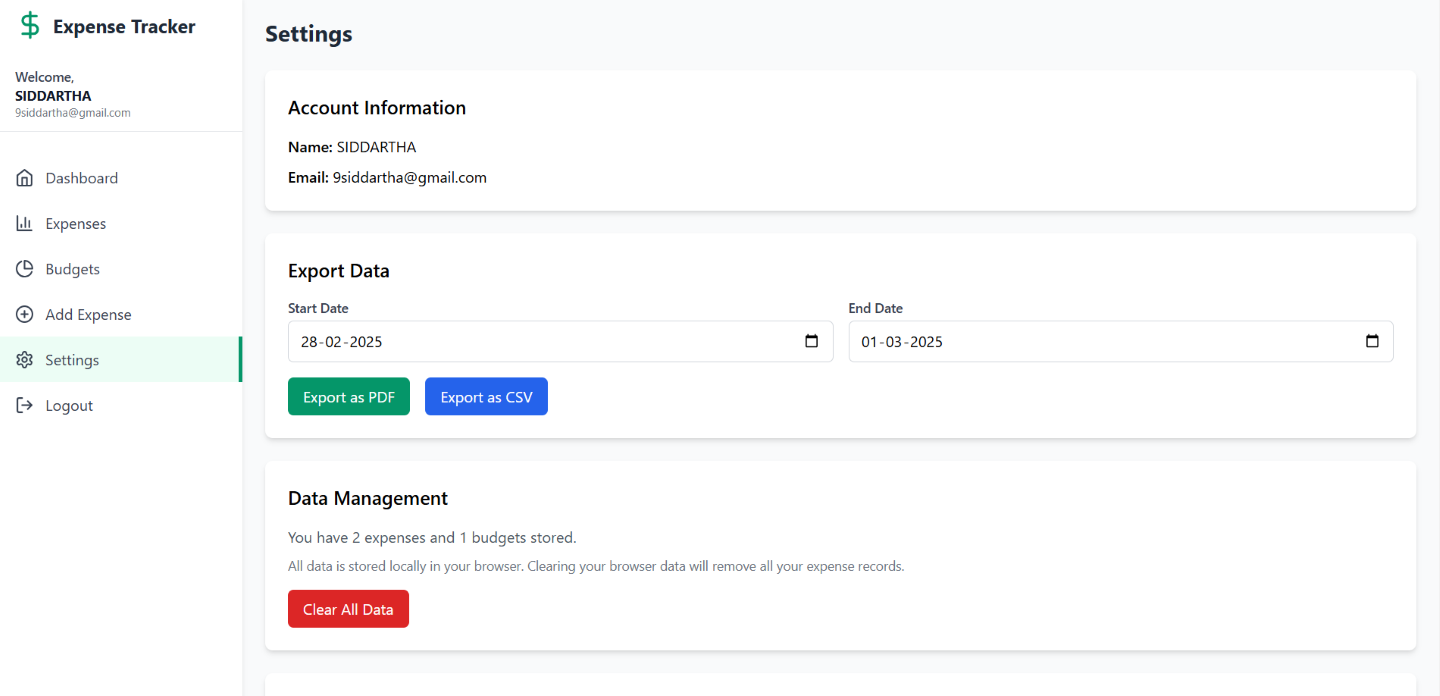 Expense Tracker
Welcome,
SIDDARTHA
9siddartha@gmail.com
Dashboard
Expenses
Budgets
Add Expense
Settings
Logout
Settings
Account Information
Name: SIDDARTHA
Email: 9siddartha@gmail.com
Export Data
Start Date
28-02-2025
End Date
01-03-2025
Export as PDF
Export as CSV
Data Management
You have 2 expenses and 1 budgets stored.
All data is stored locally in your browser. Clearing your browser data will remove all your expense records.
Clear All Data